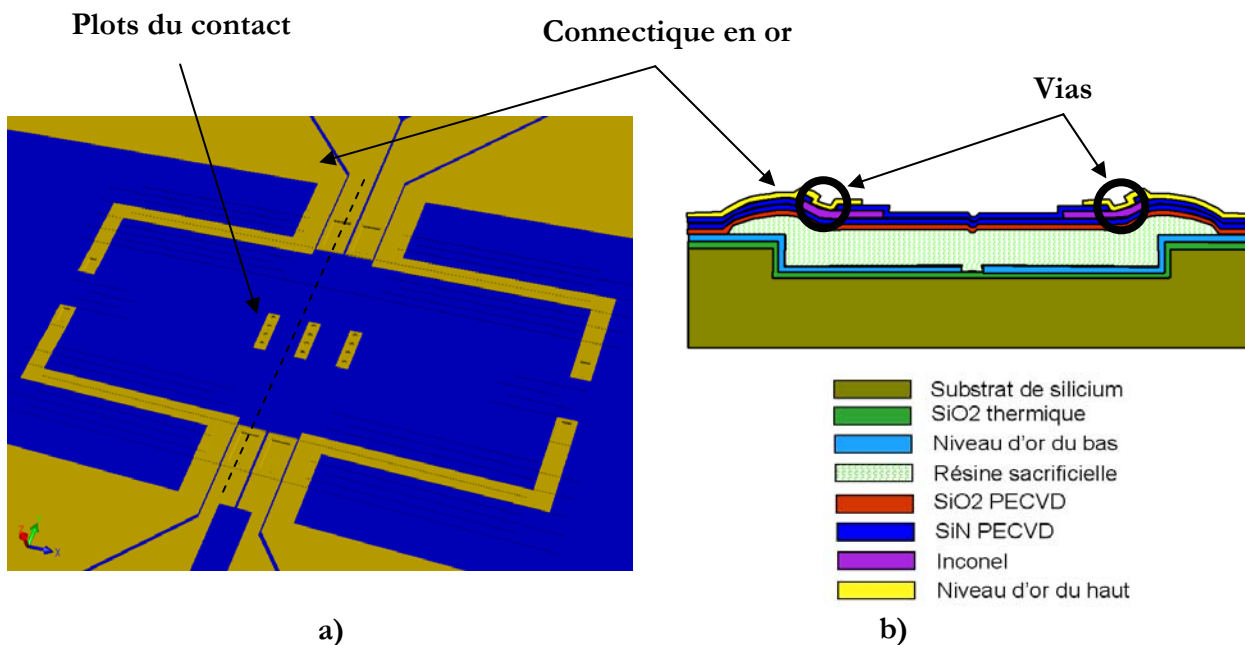 Plots du contact
Connectique en or
Vias
Substrat de silicium
SiO2 thermique
Niveau d'or du bas
Résine sacrificielle
SiO2 PECVD
SiN PECVD
Inconel
Niveau d'or du haut
Z
X
a)
b)